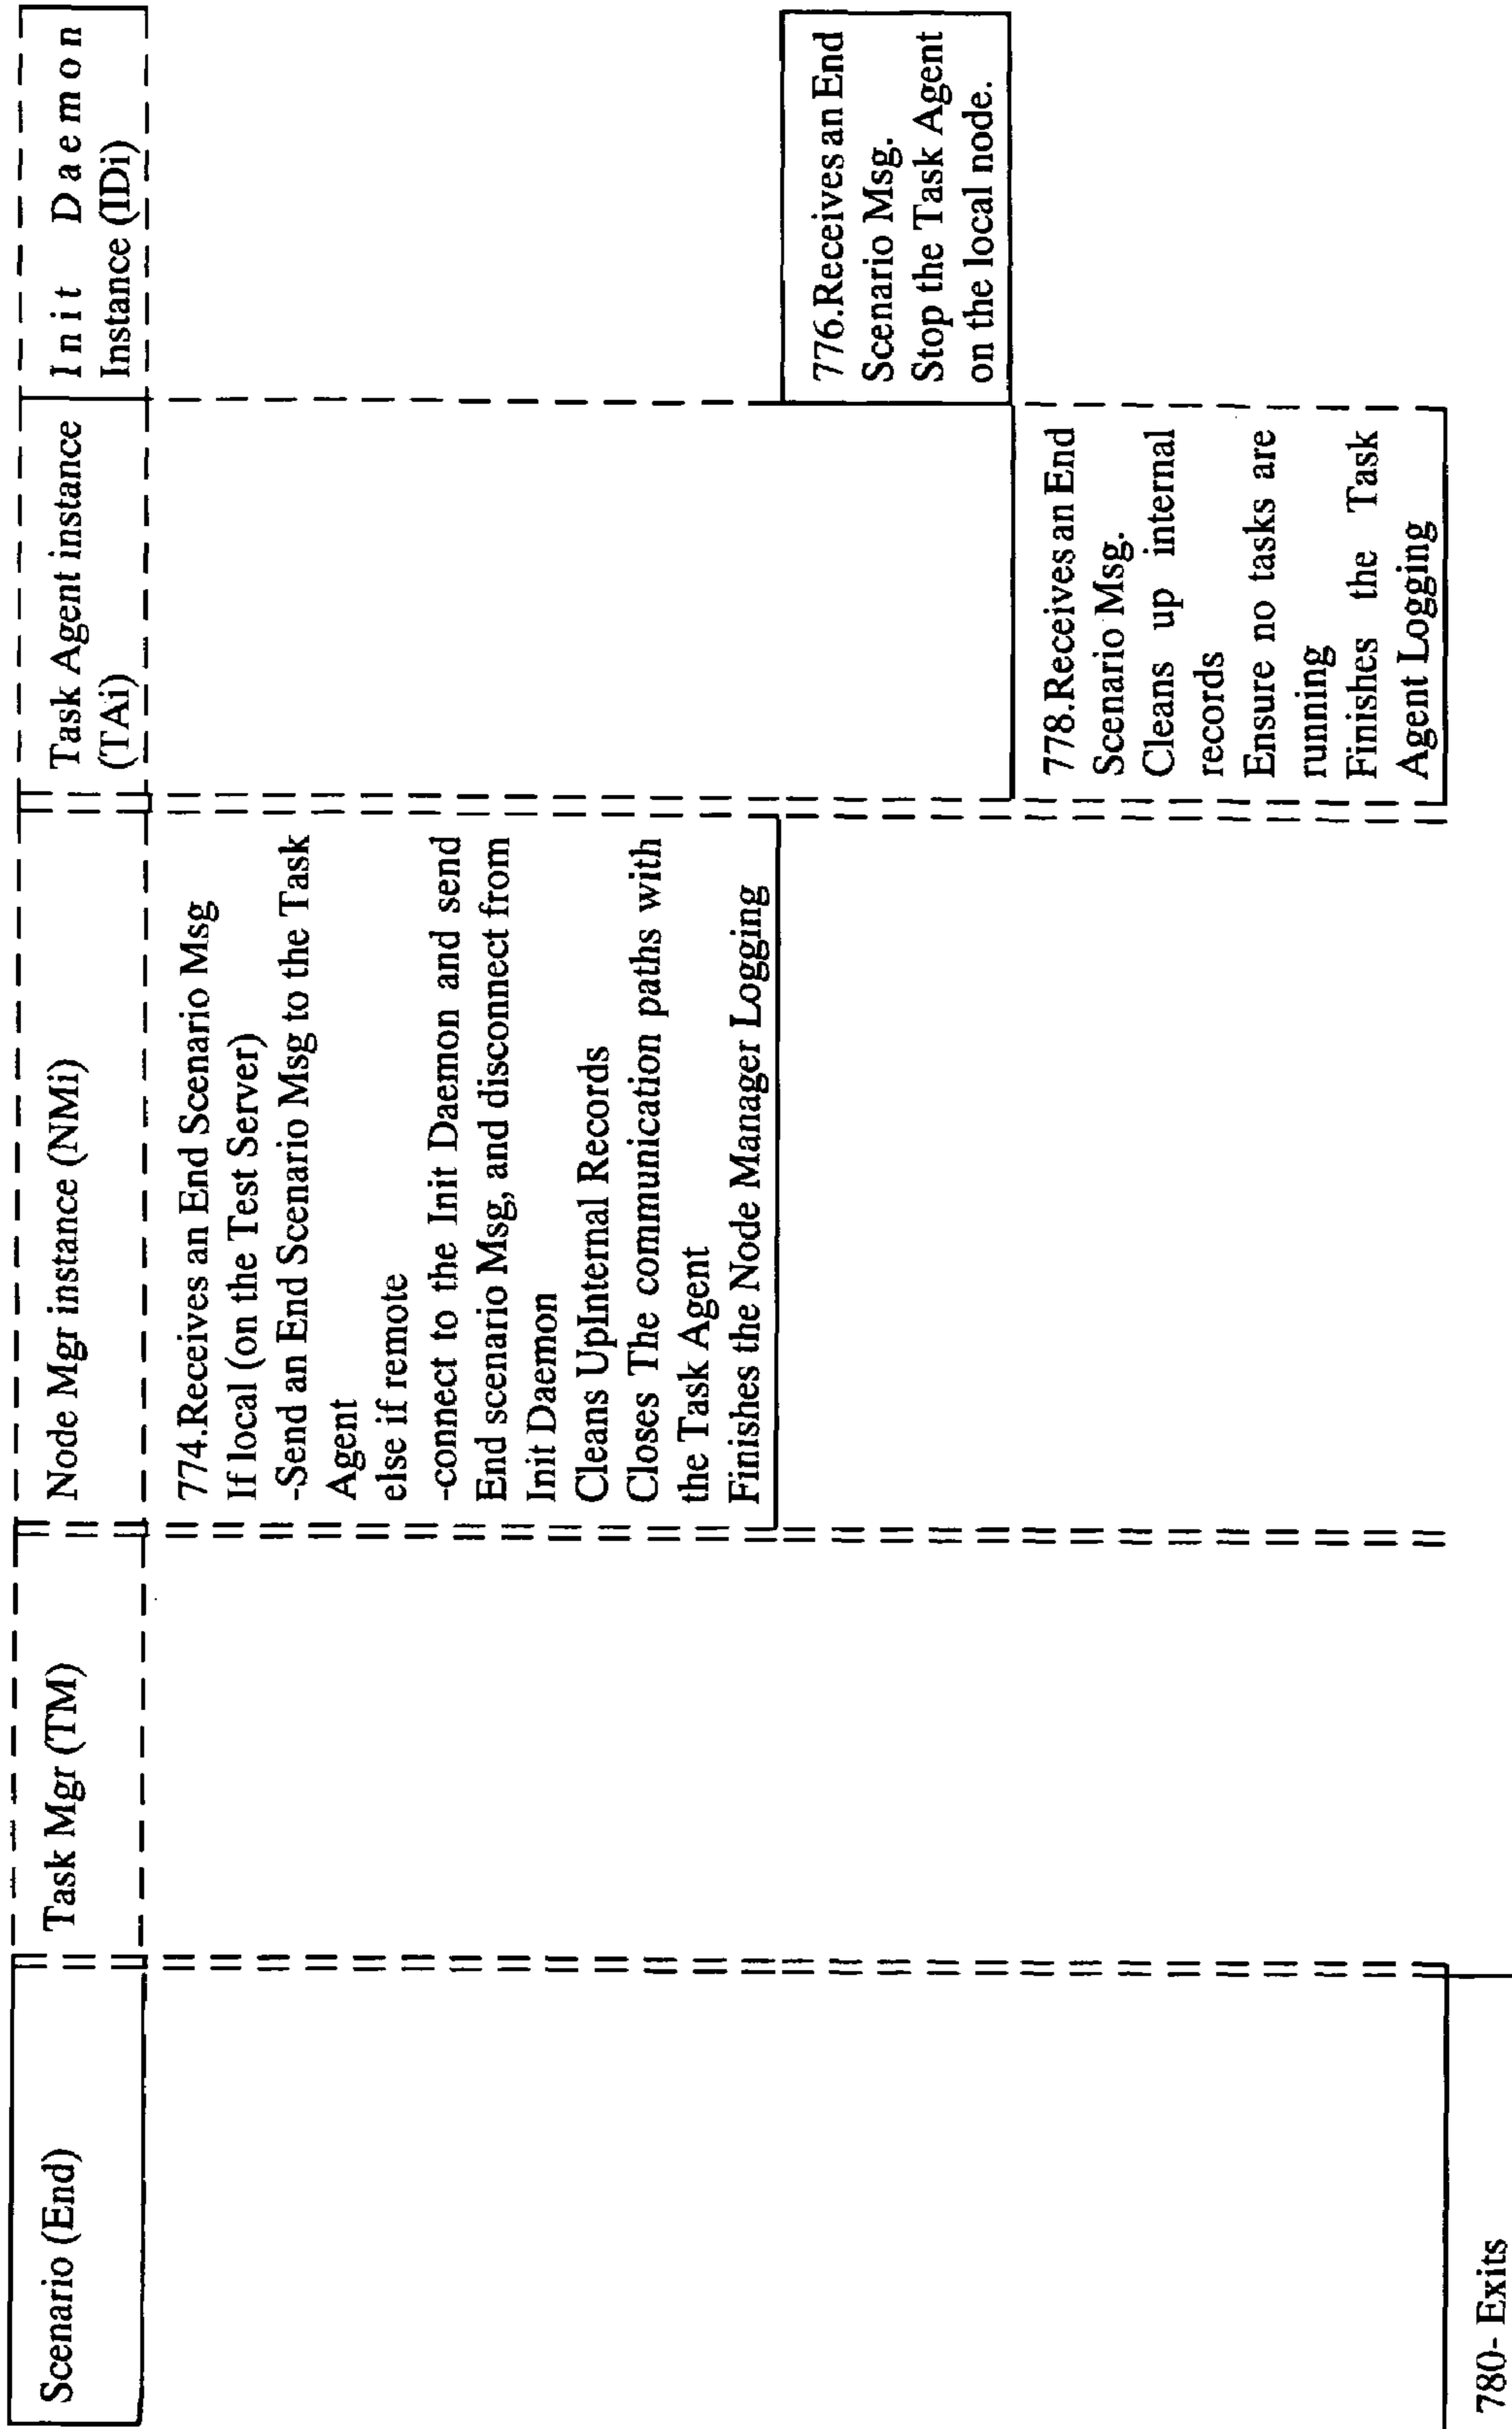 Scenario (End)
Task Mgr (TM)
Node Mgr instance (NMi)
Task Agent instance
(TAi)
Init Daemon
Instance (IDi)
774.Receives an End Scenario Msg
If local (on the Test Server)
-Send an End Scenario Msg to the Task
Agent
else if remote
-connect to the Init Daemon and send
End scenario Msg, and disconnect from
Init Daemon
Cleans UpInternal Records
Closes The communication paths with
the Task Agent
Finishes the Node Manager Logging
776.Receives an End
Scenario Msg.
Stop the Task Agent
on the local node.
778.Receives an End
Scenario Msg.
Cleans up internal
records
Ensure no tasks are
running
Finishes the Task
Agent Logging
780- Exits